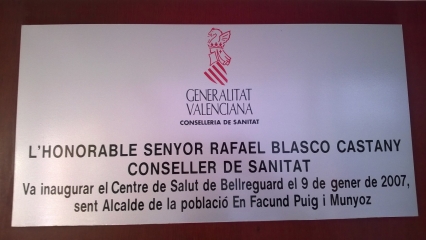 GENERALITAT
VALENCIANA
CONSELLERIA DE SANITAT
L'HONORABLE SENYOR RAFAEL BLASCO CASTANY
CONSELLER DE SANITAT
Va inaugurar el Centre de Salut de Bellreguard el 9 de gener de 2007,
sent Alcalde de la població En Facund Puig i Munyoz